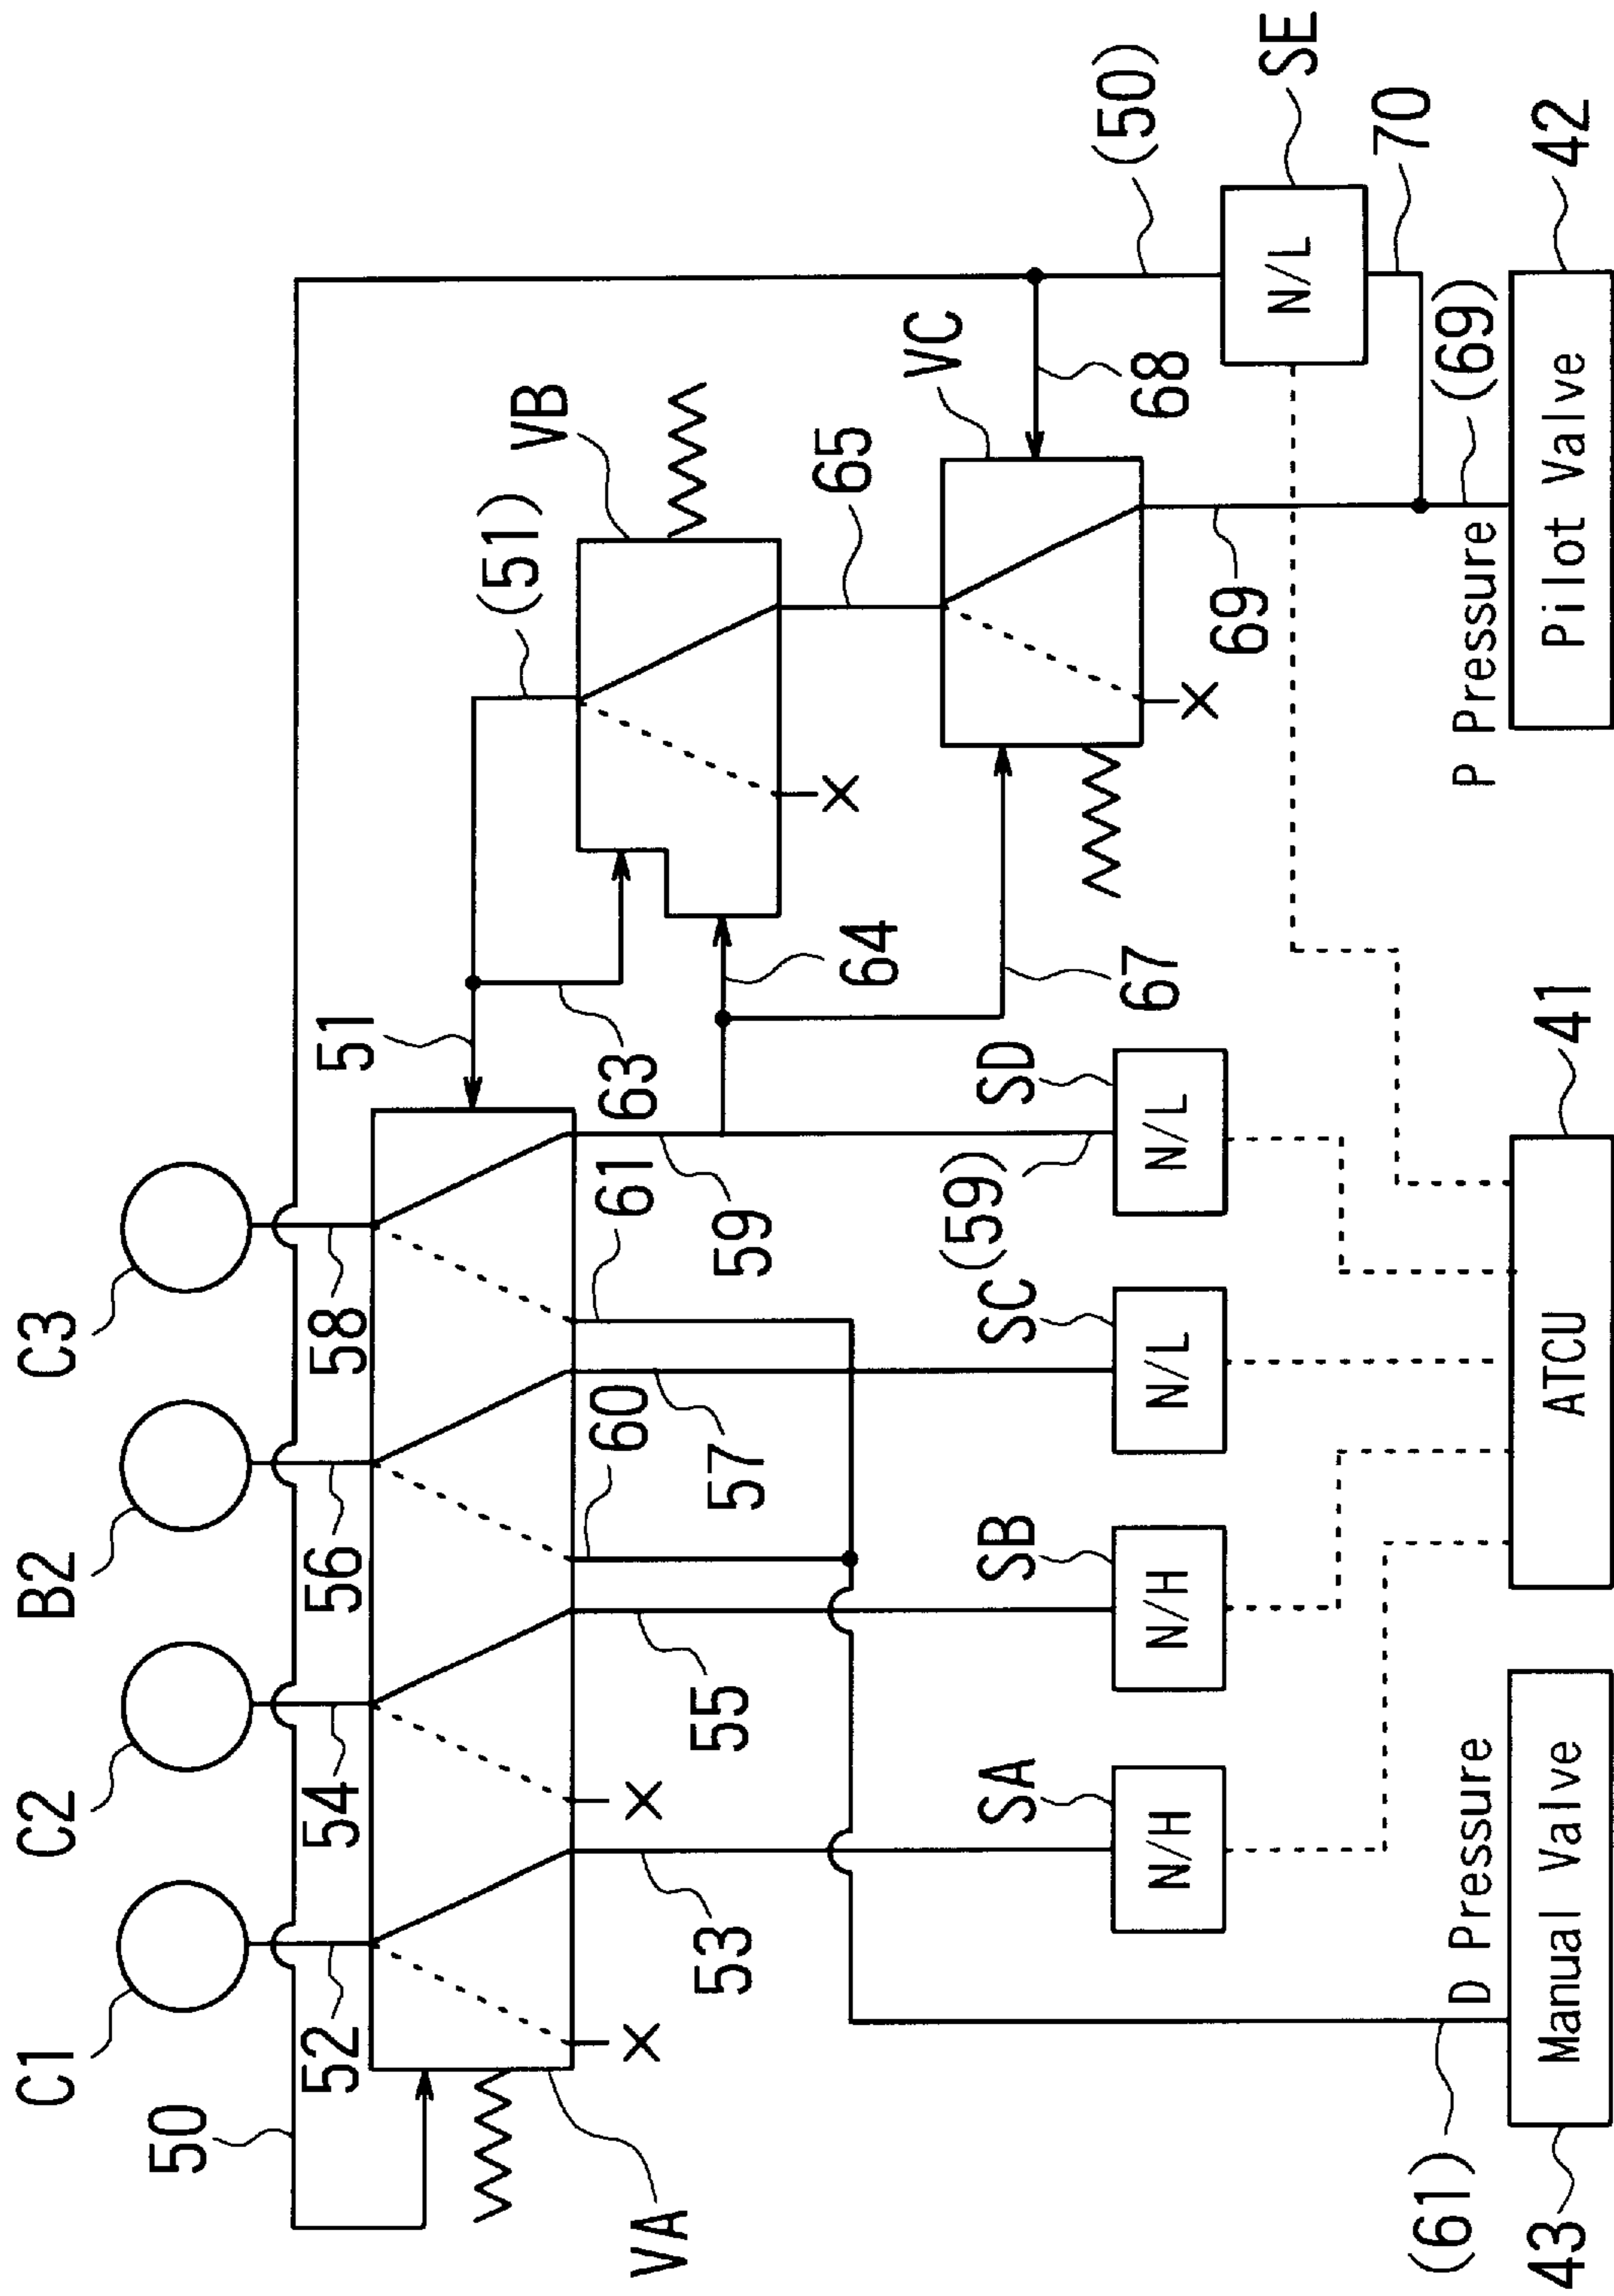 C1
C2
B2
C3
50
52
54
56
58
51
(51)
VB
(50)
SE
VA
X
53
X
55
60
57
61
59
63
64
X
65
VC
68
67
X
69
70
SA
N/H
SB
N/H
SC
N/L
(59)
SD
N/L
N/L
(61)
D Pressure
P Pressure
(69)
43
Manual Valve
ATCU
41
Pilot Valve
42